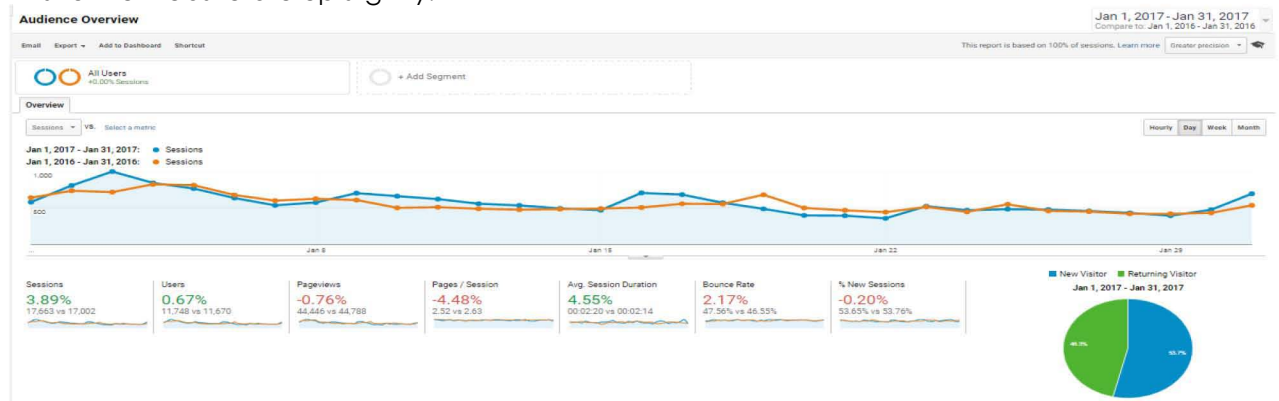 Audience Overview
Jan 1, 2017 - Jan 31, 2017
Compare to: Jan 1, 2016 - Jan 31, 2016
Email Export Add to Dashboard Shortcut
This report is based on 100% of sessions. Learn more Greater precision
All Users
+0.00% Sessions
+ Add Segment
Overview
Sessions VS. Select a metric
Hourly Day Week Month
Jan 1, 2017 - Jan 31, 2017: Sessions
Jan 1, 2016 - Jan 31, 2016: Sessions
1,000
500
... Jan 8 Jan 15 Jan 22 Jan 29
New Visitor Returning Visitor
Jan 1, 2017 - Jan 31, 2017
Sessions Users Pageviews Pages / Session Avg. Session Duration Bounce Rate % New Sessions
3.89% 0.67% -0.76% -4.48% 4.55% 2.17% -0.20%
17,663 vs 17,002 11,748 vs 11,670 44,446 vs 44,788 2.52 vs 2.63 00:02:20 vs 00:02:14 47.56% vs 46.55% 53.65% vs 53.76%
46.3%
53.7%